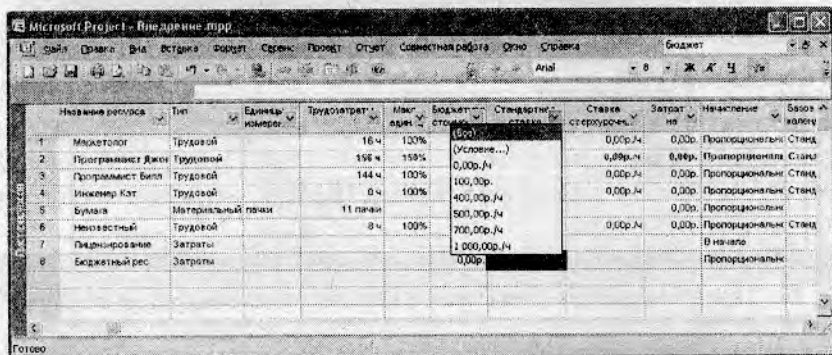 Microsoft Project - Внедрение.mpp
Файл Правка Вид Вставка Формат Сервис Проект Отчет Совместная работа Окно Справка бюджет
Arial 8 Ж К Ч
Название ресурса Тип Единицы измерен. Трудозатраты Макс. един. Бюджет стоимо Стандартная ставка Ставка сверхурочн. Затрат на Начисление Базов календ
(Все)
(Условие...)
0,00р./ч
100,00р.
400,00р./ч
500,00р./ч
700,00р./ч
1 000,00р./ч
1 Маркетолог Трудовой 16 ч 100% 0,00р./ч 0,00р. Пропорциональн Станд
2 Программист Джон Трудовой 156 ч 150% 0,00р./ч 0,00р. Пропорционали Станд
3 Программист Билл Трудовой 144 ч 100% 0,00р./ч 0,00р. Пропорциональн Станд
4 Инженер Кэт Трудовой 0 ч 100% 0,00р./ч 0,00р. Пропорциональн Станд
5 Бумага Материальный пачки 11 пачки 0,00р. Пропорциональн
6 Неизвестный Трудовой 8 ч 100% 0,00р./ч 0,00р. Пропорциональн Станд
7 Лицензирование Затраты В начале
8 Бюджетный рес Затраты 0,00р. Пропорциональн
Готово